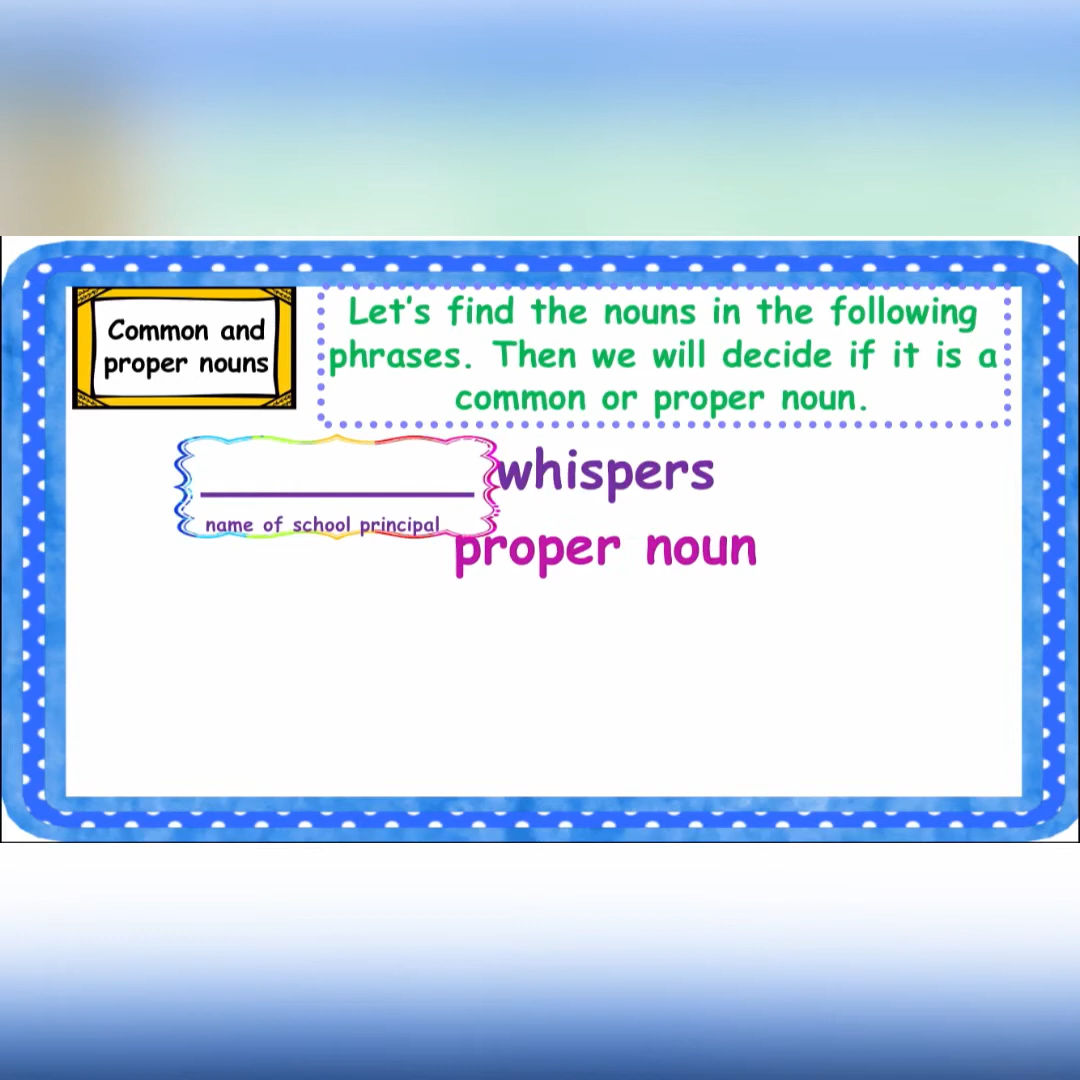 Common and
proper nouns
Let's find the nouns in the following
phrases. Then we will decide if it is a
common or proper noun.
whispers
name of school principal
proper noun